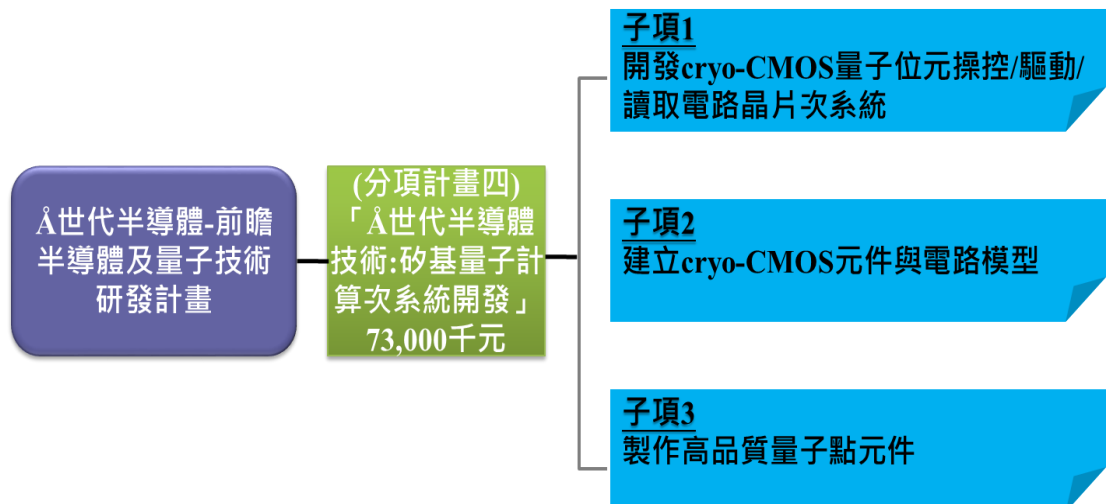 Å世代半導體-前瞻
半導體及量子技術
研發計畫
(分項計畫四)
「Å世代半導體
技術:矽基量子計
算次系統開發」
73,000千元
子項1
開發cryo-CMOS量子位元操控/驅動/
讀取電路晶片次系統
子項2
建立cryo-CMOS元件與電路模型
子項3
製作高品質量子點元件